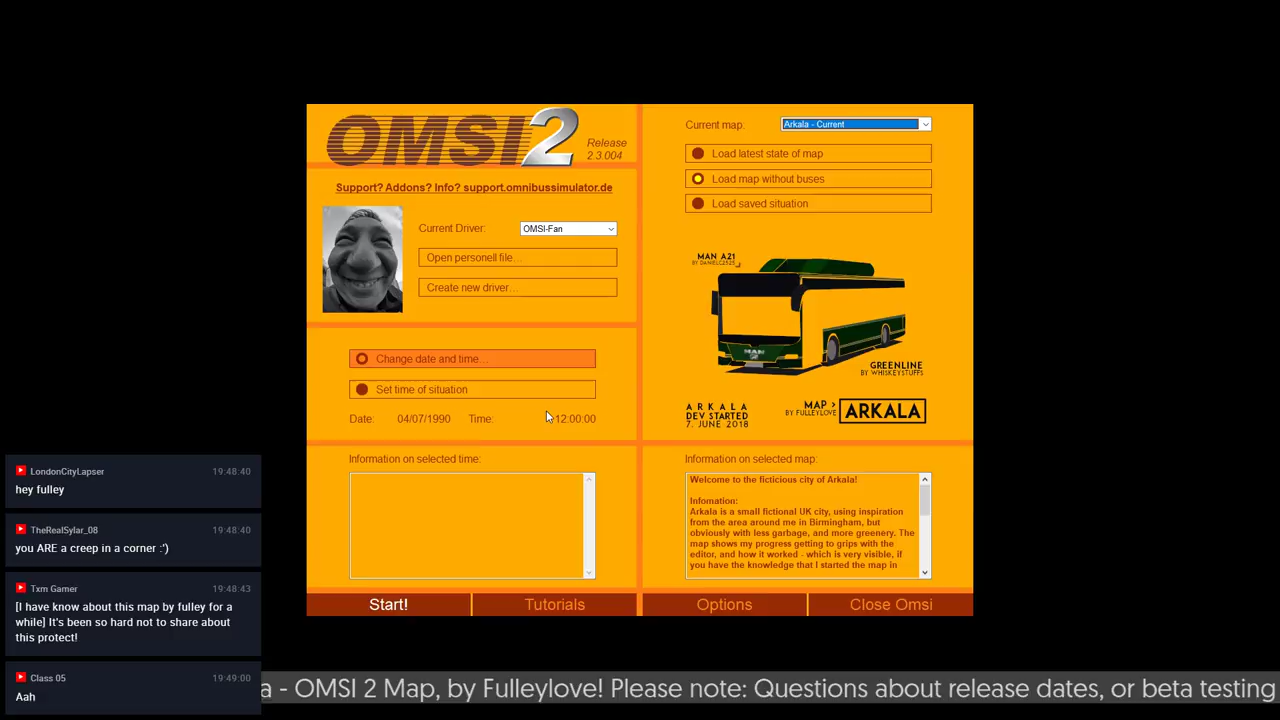 OMSI 2
Release
2.3.004
Support? Addons? Info? support.omnibussimulator.de
Current Driver:
OMSI-Fan
Open personell file...
Create new driver...
Change date and time...
Set time of situation
Date:
04/07/1990
Time:
12:00:00
Information on selected time:
Current map:
Arkala - Current
Load latest state of map
Load map without buses
Load saved situation
MAN A21
BY DANIELCZ525
MAN
GREENLINE
BY WHISKEYSTUFFS
ARKALA
DEV STARTED
7. JUNE 2018
MAP >
BY FULLEYLOVE
ARKALA
Information on selected map:
Welcome to the ficticious city of Arkala!
Infomation:
Arkala is a small fictional UK city, using inspiration
from the area around me in Birmingham, but
obviously with less garbage, and more greenery. The
map shows my progress getting to grips with the
editor, and how it worked - which is very visible, if
you have the knowledge that I started the map in
Start!
Tutorials
Options
Close Omsi
LondonCityLapser
19:48:40
hey fulley
TheRealSylar_08
19:48:40
you ARE a creep in a corner :')
Txm Gamer
19:48:43
[I have know about this map by fulley for a
while] It's been so hard not to share about
this protect!
Class 05
19:49:00
Aah
a - OMSI 2 Map, by Fulleylove! Please note: Questions about release dates, or beta testing